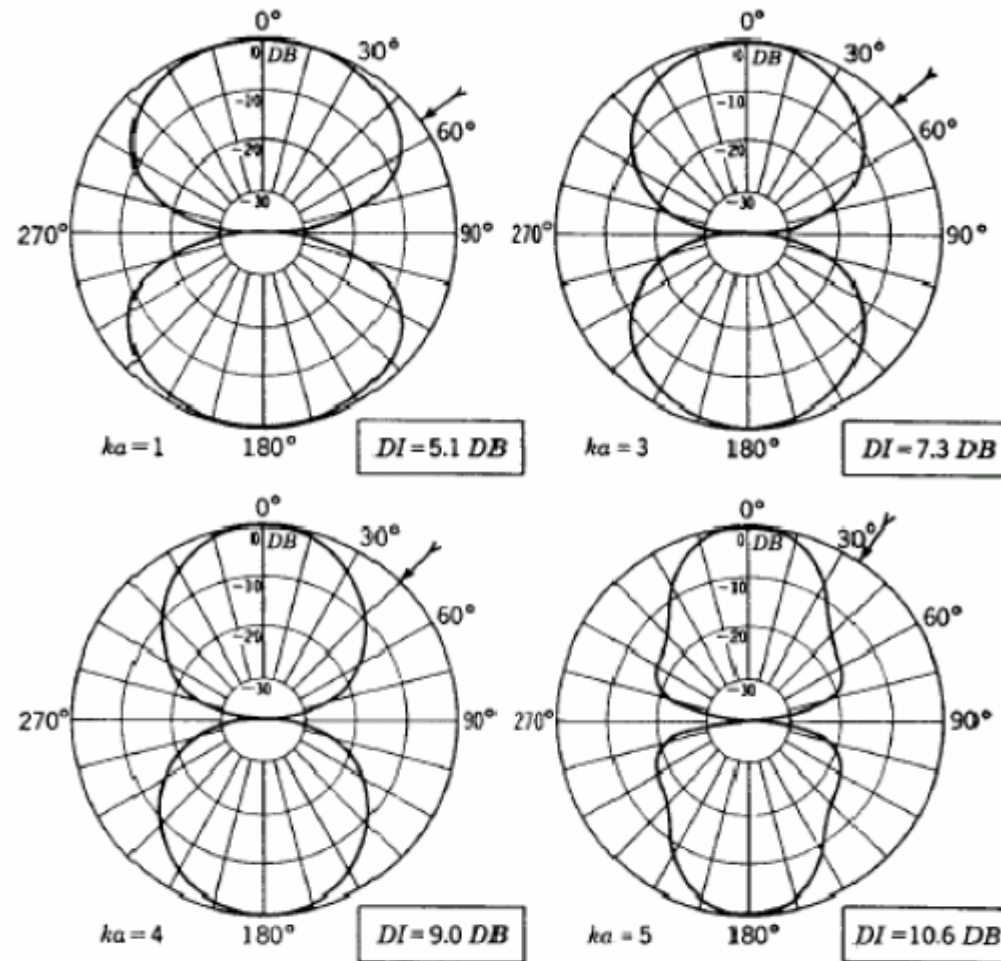 0° 0°
0 DB 30° 0 DB 30°
-10 -10
60° 60°
-20 -20
-30 -30
270° 90° 270° 90°
ka = 1 180° DI = 5.1 DB ka = 3 180° DI = 7.3 DB
0° 0°
0 DB 30° 0 DB 30°
-10 -10
60° 60°
-20 -20
-30 -30
270° 90° 270° 90°
ka = 4 180° DI = 9.0 DB ka = 5 180° DI = 10.6 DB